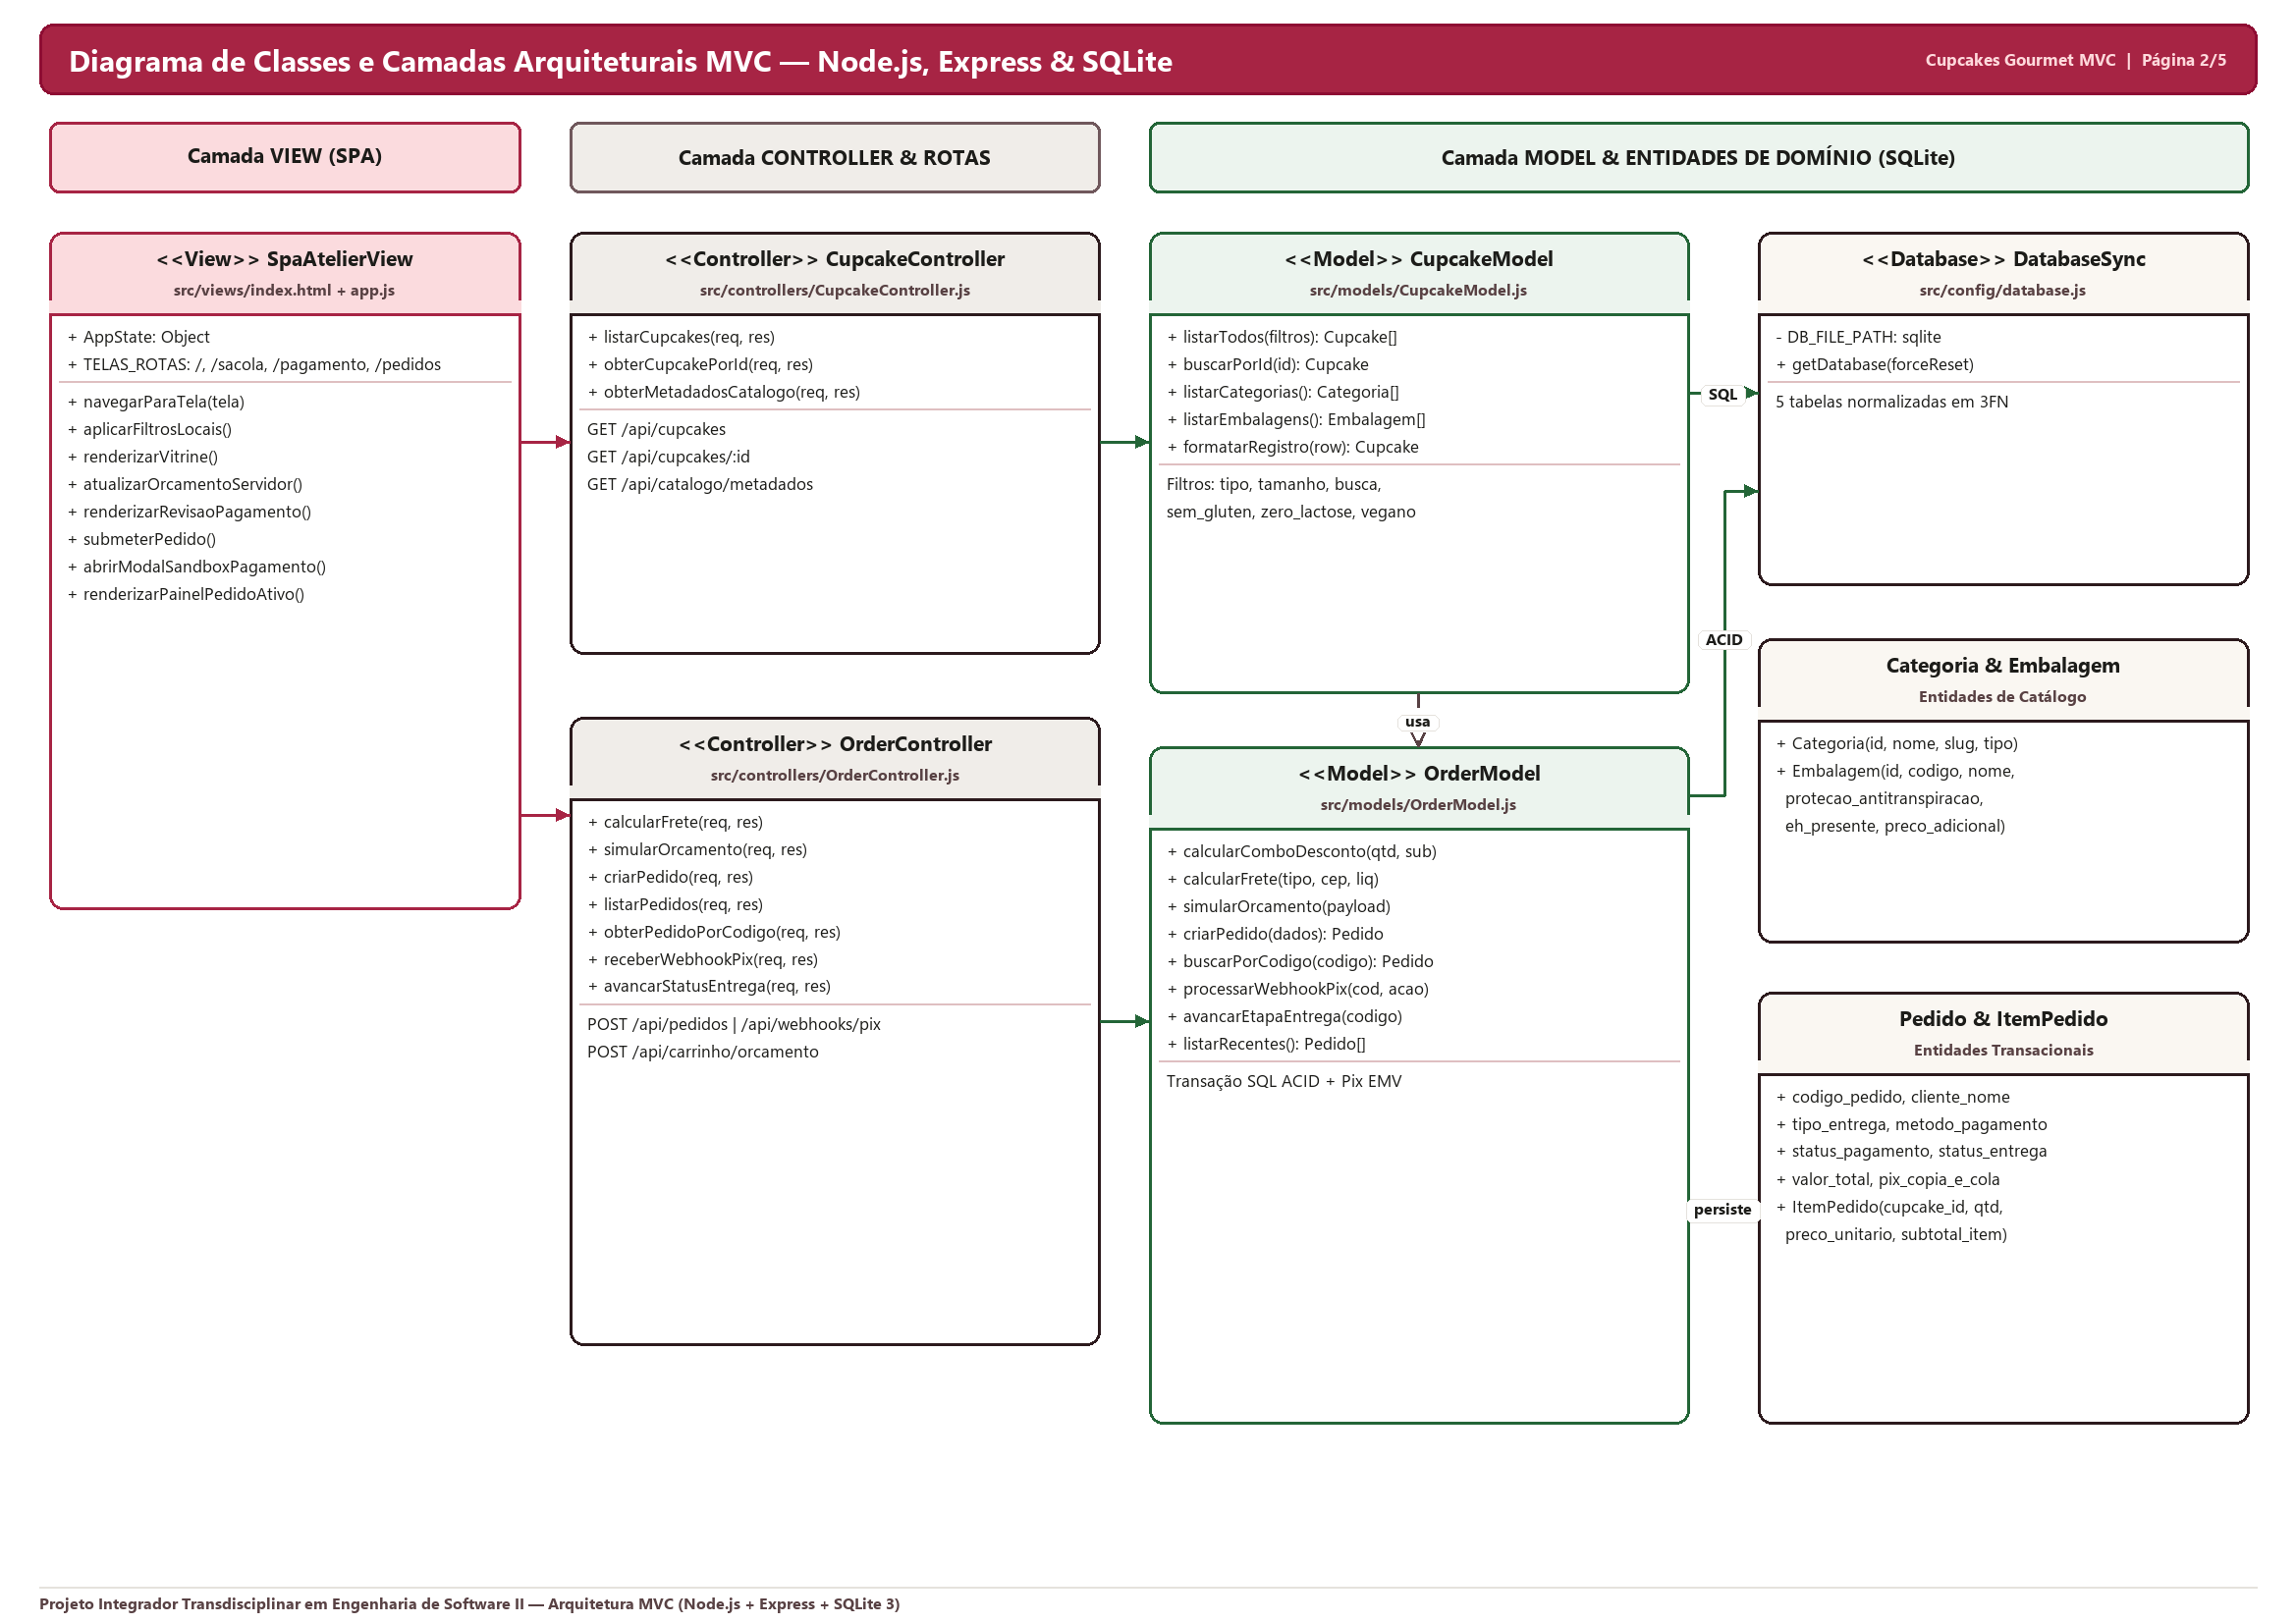 Diagrama de Classes e Camadas Arquiteturais MVC — Node.js, Express & SQLite
Cupcakes Gourmet MVC | Página 2/5
Camada VIEW (SPA)
Camada CONTROLLER & ROTAS
Camada MODEL & ENTIDADES DE DOMÍNIO (SQLite)
<<View>> SpaAtelierView
src/views/index.html + app.js
+ AppState: Object
+ TELAS_ROTAS: /, /sacola, /pagamento, /pedidos
+ navegarParaTela(tela)
+ aplicarFiltrosLocais()
+ renderizarVitrine()
+ atualizarOrcamentoServidor()
+ renderizarRevisaoPagamento()
+ submeterPedido()
+ abrirModalSandboxPagamento()
+ renderizarPainelPedidoAtivo()
<<Controller>> CupcakeController
src/controllers/CupcakeController.js
+ listarCupcakes(req, res)
+ obterCupcakePorId(req, res)
+ obterMetadadosCatalogo(req, res)
GET /api/cupcakes
GET /api/cupcakes/:id
GET /api/catalogo/metadados
<<Controller>> OrderController
src/controllers/OrderController.js
+ calcularFrete(req, res)
+ simularOrcamento(req, res)
+ criarPedido(req, res)
+ listarPedidos(req, res)
+ obterPedidoPorCodigo(req, res)
+ receberWebhookPix(req, res)
+ avancarStatusEntrega(req, res)
POST /api/pedidos | /api/webhooks/pix
POST /api/carrinho/orcamento
<<Model>> CupcakeModel
src/models/CupcakeModel.js
+ listarTodos(filtros): Cupcake[]
+ buscarPorId(id): Cupcake
+ listarCategorias(): Categoria[]
+ listarEmbalagens(): Embalagem[]
+ formatarRegistro(row): Cupcake
Filtros: tipo, tamanho, busca,
sem_gluten, zero_lactose, vegano
usa
<<Model>> OrderModel
src/models/OrderModel.js
+ calcularComboDesconto(qtd, sub)
+ calcularFrete(tipo, cep, liq)
+ simularOrcamento(payload)
+ criarPedido(dados): Pedido
+ buscarPorCodigo(codigo): Pedido
+ processarWebhookPix(cod, acao)
+ avancarEtapaEntrega(codigo)
+ listarRecentes(): Pedido[]
Transação SQL ACID + Pix EMV
SQL
ACID
persiste
<<Database>> DatabaseSync
src/config/database.js
- DB_FILE_PATH: sqlite
+ getDatabase(forceReset)
5 tabelas normalizadas em 3FN
Categoria & Embalagem
Entidades de Catálogo
+ Categoria(id, nome, slug, tipo)
+ Embalagem(id, codigo, nome,
protecao_antitranspiracao,
eh_presente, preco_adicional)
Pedido & ItemPedido
Entidades Transacionais
+ codigo_pedido, cliente_nome
+ tipo_entrega, metodo_pagamento
+ status_pagamento, status_entrega
+ valor_total, pix_copia_e_cola
+ ItemPedido(cupcake_id, qtd,
preco_unitario, subtotal_item)
Projeto Integrador Transdisciplinar em Engenharia de Software II — Arquitetura MVC (Node.js + Express + SQLite 3)